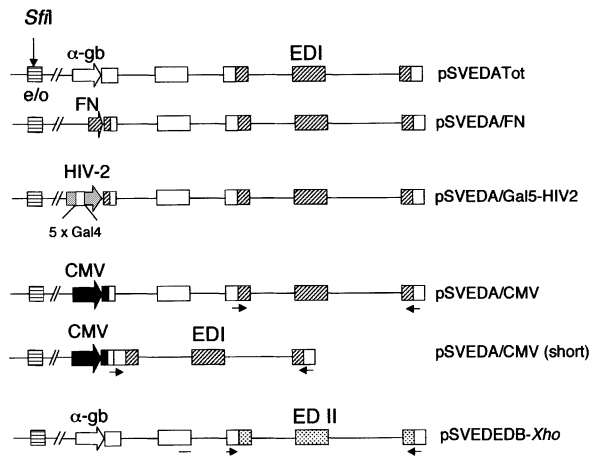 SfiI
α-gb
EDI
pSVEDATot
e/o
FN
pSVEDA/FN
HIV-2
pSVEDA/Gal5-HIV2
5 x Gal4
CMV
pSVEDA/CMV
CMV
EDI
pSVEDA/CMV (short)
α-gb
ED II
pSVEDEDB-Xho